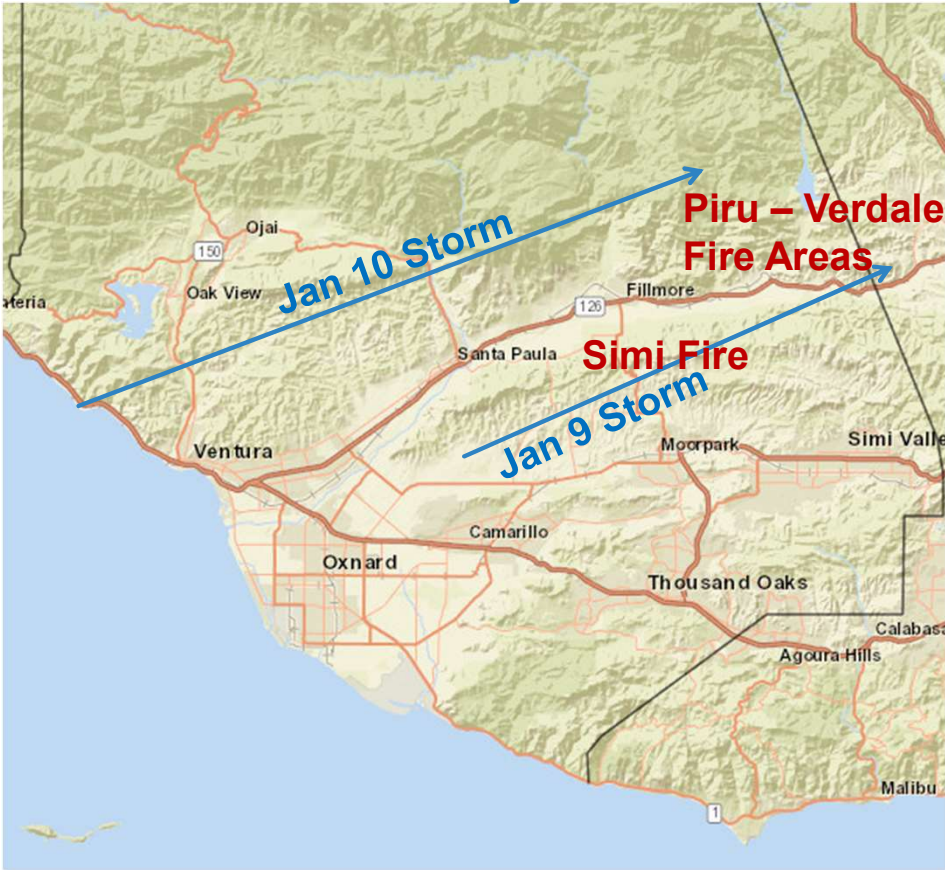 Piru – Verdale
Fire Areas
Ojai
150
Jan 10 Storm
Oak View
Fillmore
126
Santa Paula
Simi Fire
Jan 9 Storm
Ventura
Moorpark
Simi Valle
Camarillo
Oxnard
Thousand Oaks
Calabasa
Agoura Hills
Malibu
1
ateria